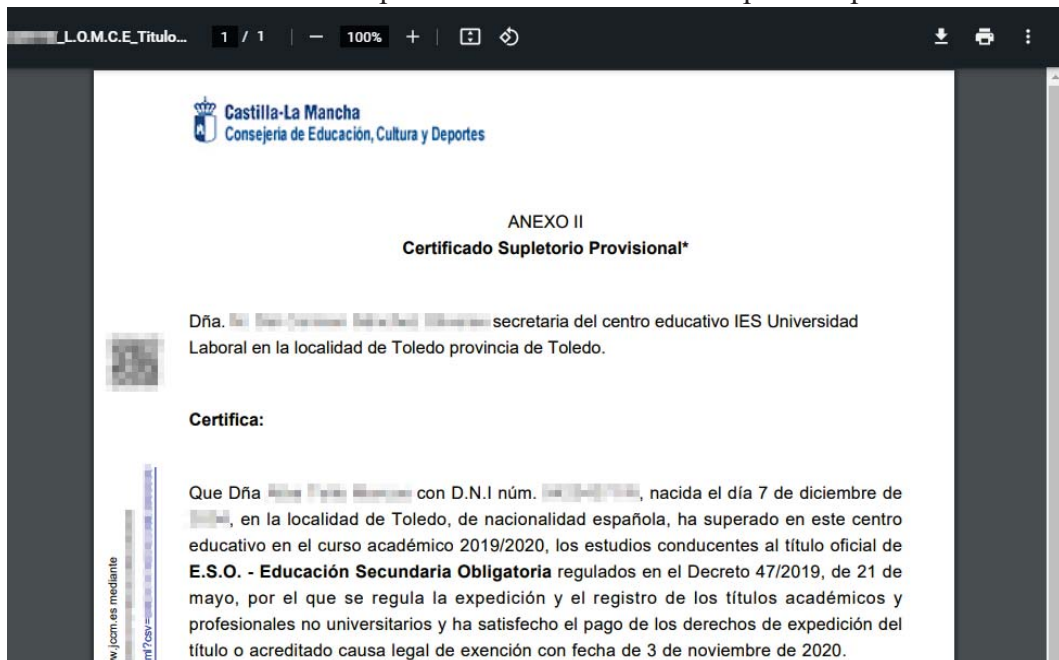 _L.O.M.C.E_Titulo... 1 / 1 | − 100% + |
Castilla-La Mancha
Consejería de Educación, Cultura y Deportes
ANEXO II
Certificado Supletorio Provisional*
Dña. secretaria del centro educativo IES Universidad
Laboral en la localidad de Toledo provincia de Toledo.
Certifica:
Que Dña con D.N.I núm. , nacida el día 7 de diciembre de
, en la localidad de Toledo, de nacionalidad española, ha superado en este centro
educativo en el curso académico 2019/2020, los estudios conducentes al título oficial de
E.S.O. - Educación Secundaria Obligatoria regulados en el Decreto 47/2019, de 21 de
mayo, por el que se regula la expedición y el registro de los títulos académicos y
profesionales no universitarios y ha satisfecho el pago de los derechos de expedición del
título o acreditado causa legal de exención con fecha de 3 de noviembre de 2020.
w.jccm.es mediante
ml?csv=